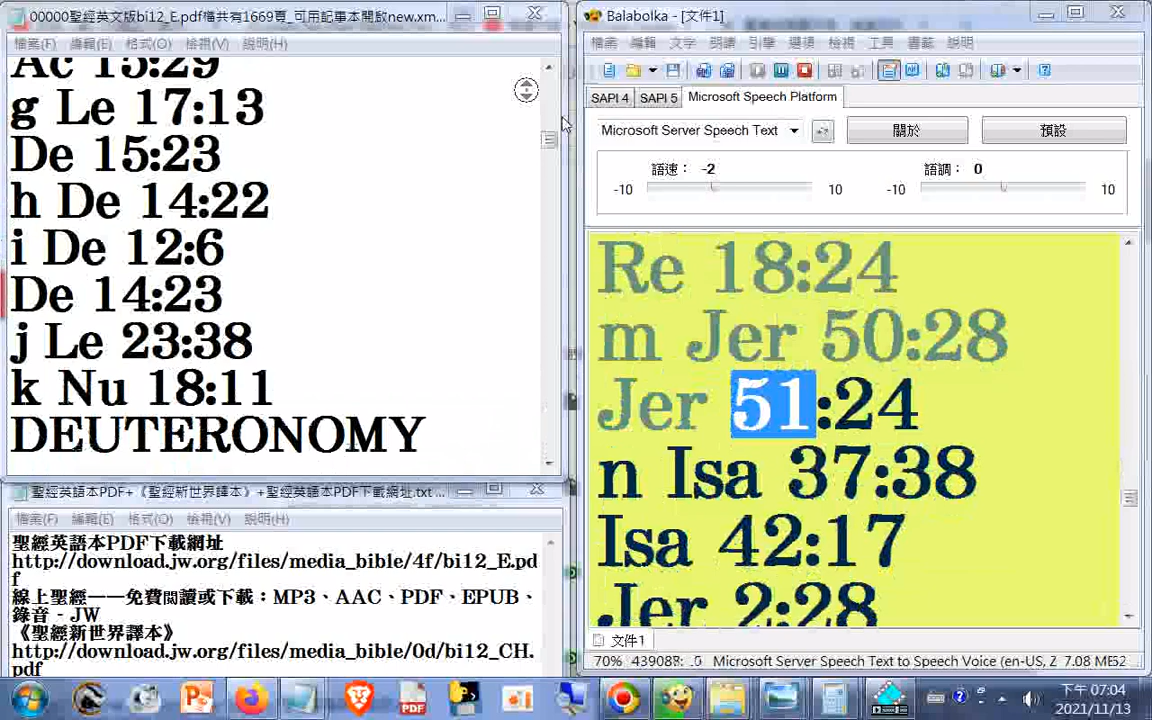 00000聖經英文版bi12_E.pdf檔共有1669頁_可用記事本開啟new.xm...
檔案(F) 編輯(E) 格式(O) 檢視(V) 說明(H)
Ac 15:29
g Le 17:13
De 15:23
h De 14:22
i De 12:6
De 14:23
j Le 23:38
k Nu 18:11
DEUTERONOMY
聖經英語本PDF+《聖經新世界譯本》+聖經英語本PDF下載網址.txt ...
檔案(F) 編輯(E) 格式(O) 檢視(V) 說明(H)
聖經英語本PDF下載網址
http://download.jw.org/files/media_bible/4f/bi12_E.pd
f
線上聖經——免費閱讀或下載：MP3、AAC、PDF、EPUB、
錄音 - JW
《聖經新世界譯本》
http://download.jw.org/files/media_bible/0d/bi12_CH.
pdf
Balabolka - [文件1]
檔案 編輯 文字 朗讀 引擎 選項 檢視 工具 書籤 說明
SAPI 4 SAPI 5 Microsoft Speech Platform
Microsoft Server Speech Text 關於 預設
語速： -2 語調： 0
-10 10 -10 10
Re 18:24
m Jer 50:28
Jer 51:24
n Isa 37:38
Isa 42:17
Jer 2:28
文件1
70% Microsoft Server Speech Text to Speech Voice (en-US, Z 7.08 ME
下午 07:04
2021/11/13